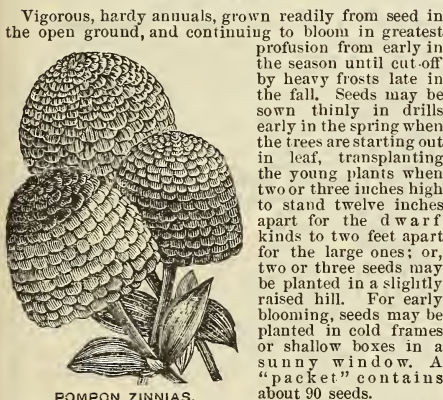 Vigorous, hardy annuals, grown readily from seed in
the open ground, and continuing to bloom in greatest
profusion from early in
the season until cut-off
by heavy frosts late in
the fall. Seeds may be
sown thinly in drills
early in the spring when
the trees are starting out
in leaf, transplanting
the young plants when
two or three inches high
to stand twelve inches
apart for the dwarf
kinds to two feet apart
for the large ones; or,
two or three seeds may
be planted in a slightly
raised hill. For early
blooming, seeds may be
planted in cold frames
or shallow boxes in a
sunny window. A
"packet" contains
about 90 seeds.
POMPON ZINNIAS.